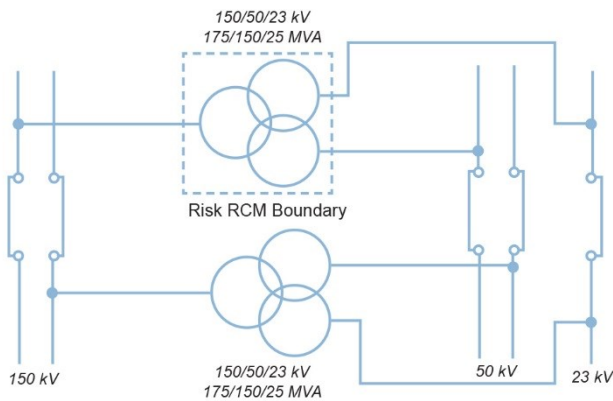 150/50/23 kV
175/150/25 MVA
Risk RCM Boundary
150/50/23 kV
175/150/25 MVA
150 kV
50 kV
23 kV